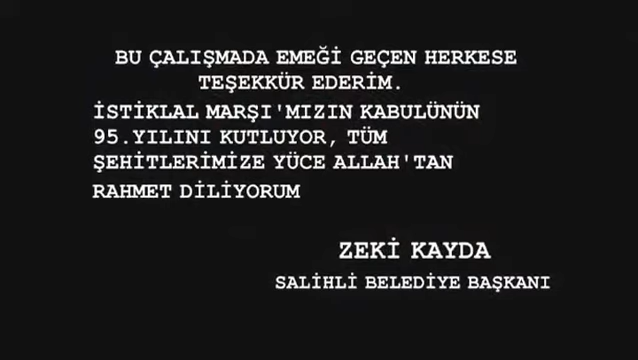 BU ÇALIŞMADA EMEĞİ GEÇEN HERKESE
TEŞEKKÜR EDERİM.
İSTİKLAL MARŞI'MIZIN KABULÜNÜN
95.YILINI KUTLUYOR, TÜM
ŞEHİTLERİMİZE YÜCE ALLAH'TAN
RAHMET DİLİYORUM
ZEKİ KAYDA
SALİHLİ BELEDİYE BAŞKANI